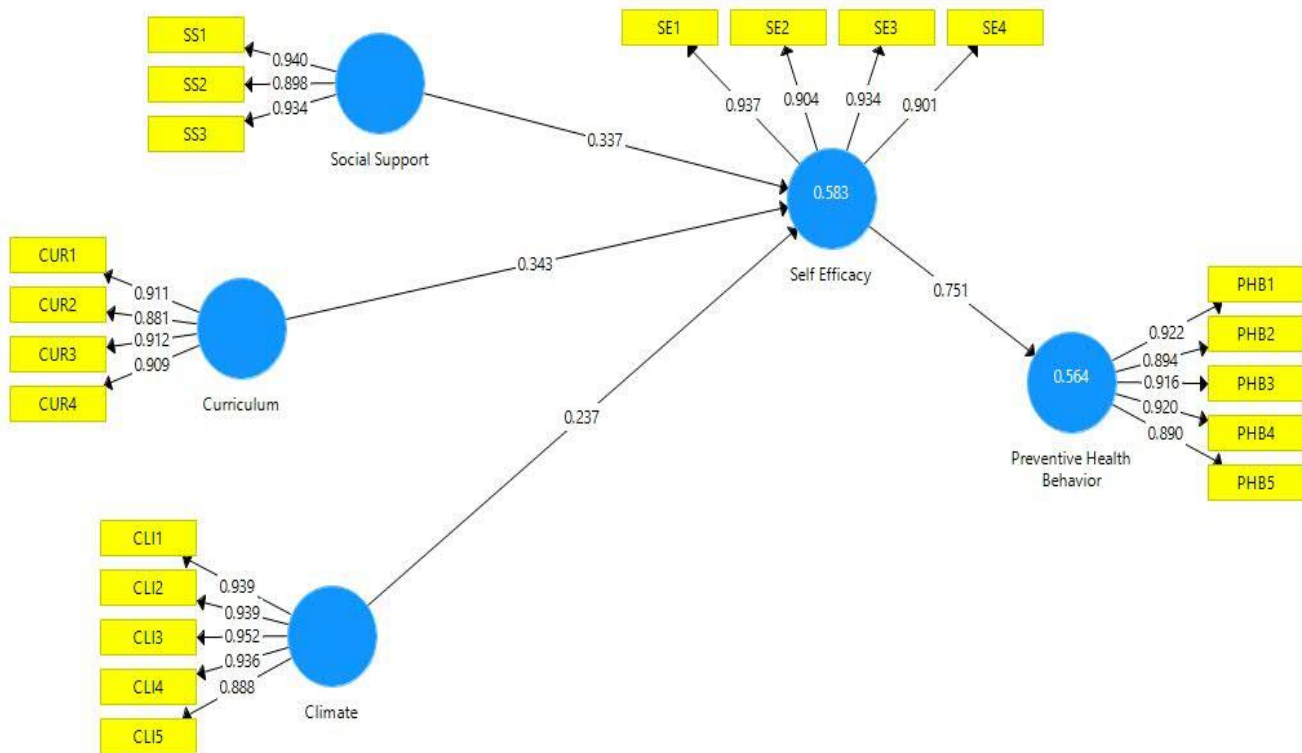 SS1
0.940
SS2
0.898
SS3
0.934
Social Support
SE1
SE2
SE3
SE4
0.937
0.904
0.934
0.901
0.337
0.583
Self Efficacy
CUR1
0.911
CUR2
0.881
CUR3
0.912
CUR4
0.909
Curriculum
0.343
0.751
PHB1
0.922
PHB2
0.894
PHB3
0.916
PHB4
0.920
PHB5
0.890
0.564
Preventive Health
Behavior
0.237
CLI1
0.939
CLI2
0.939
CLI3
0.952
CLI4
0.936
CLI5
0.888
Climate